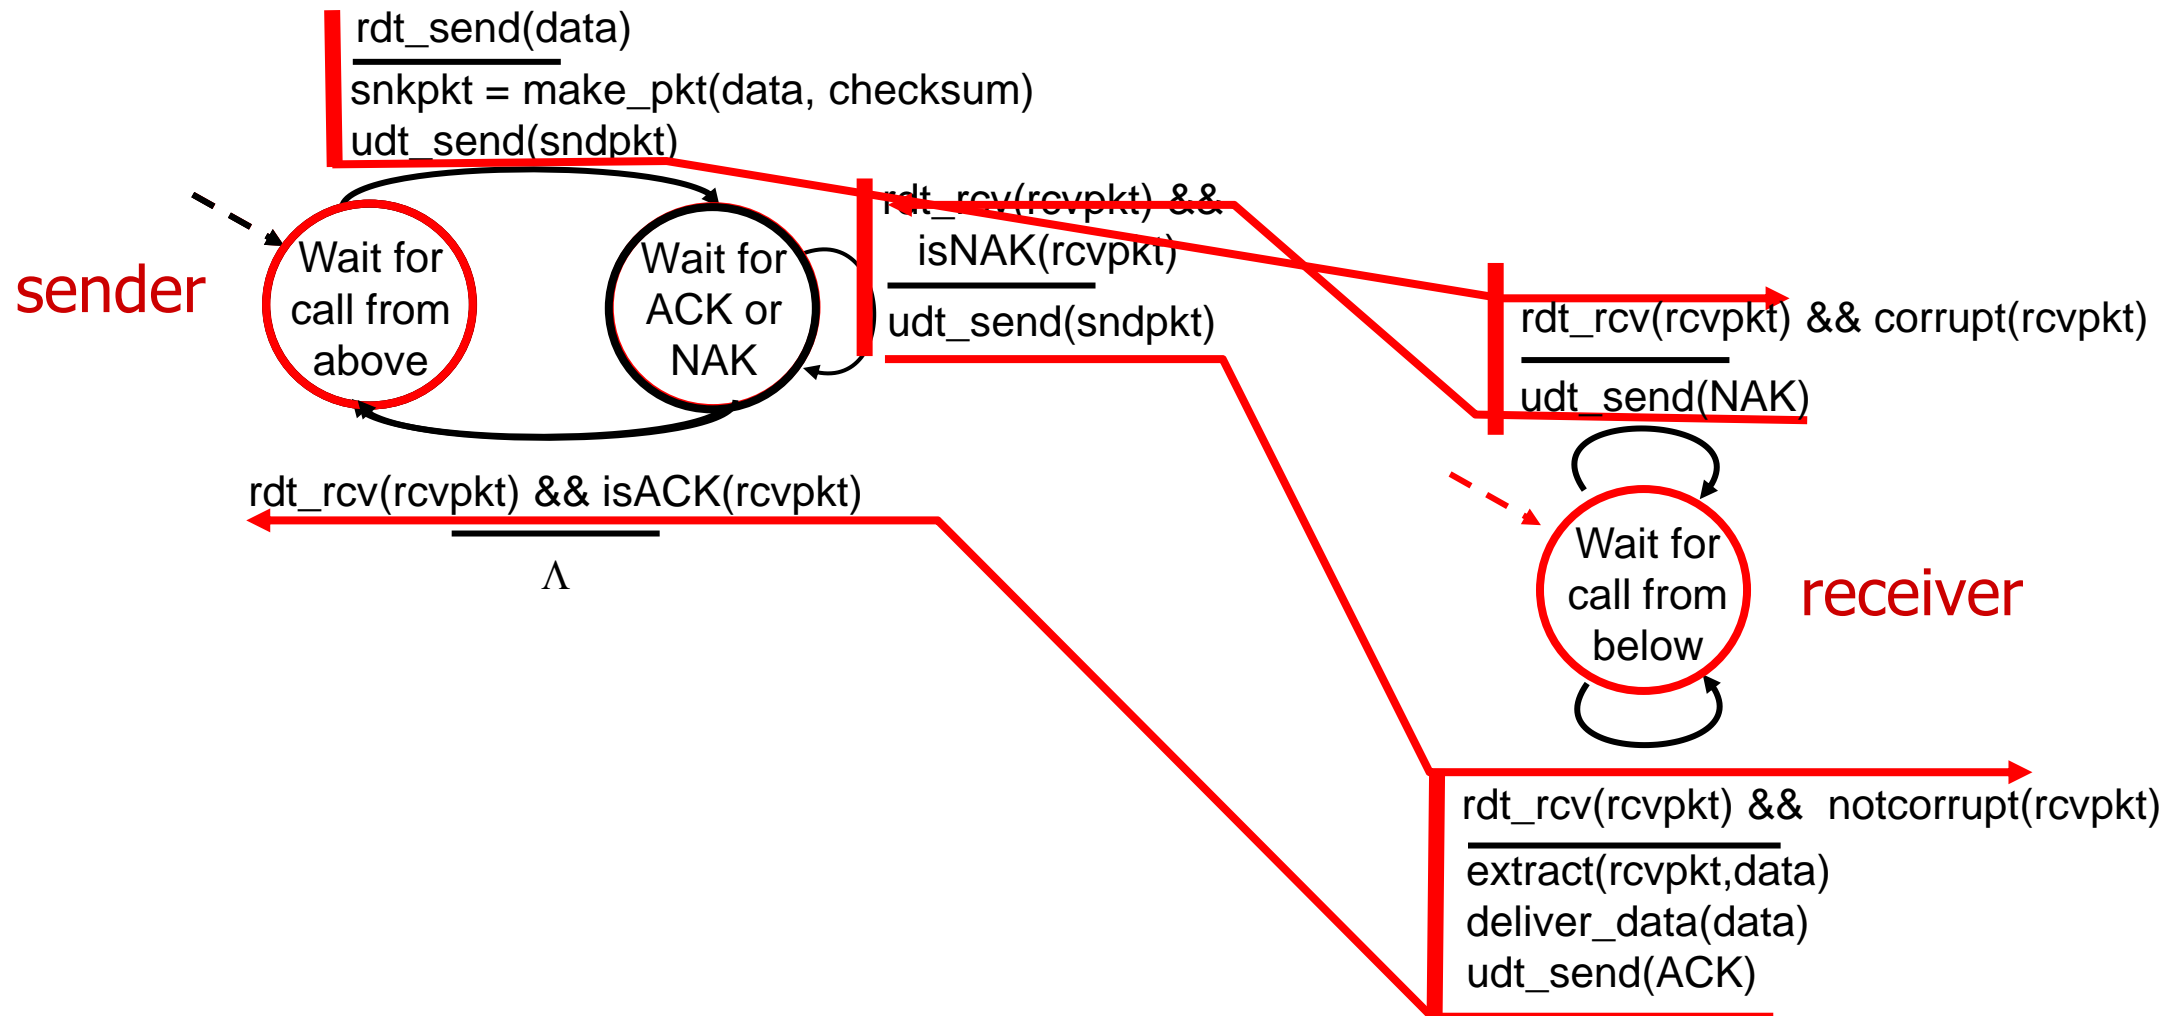 rdt_send(data)
snkpkt = make_pkt(data, checksum)
udt_send(sndpkt)
sender
Wait for
call from
above
Wait for
ACK or
NAK
rdt_rcv(rcvpkt) &&
isNAK(rcvpkt)
udt_send(sndpkt)
rdt_rcv(rcvpkt) && corrupt(rcvpkt)
udt_send(NAK)
rdt_rcv(rcvpkt) && isACK(rcvpkt)
Λ
Wait for
call from
below
receiver
rdt_rcv(rcvpkt) && notcorrupt(rcvpkt)
extract(rcvpkt,data)
deliver_data(data)
udt_send(ACK)